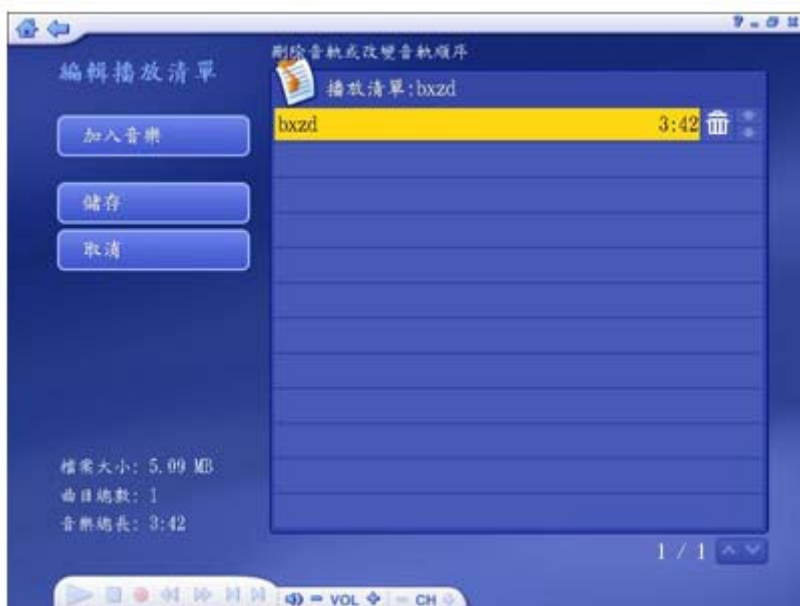 刪除音軌或改變音軌順序
編輯播放清單
播放清單:bxzd
bxzd 3:42
加入音樂
儲存
取消
檔案大小: 5.09 MB
曲目總數: 1
音樂總長: 3:42
1 / 1
VOL
CH